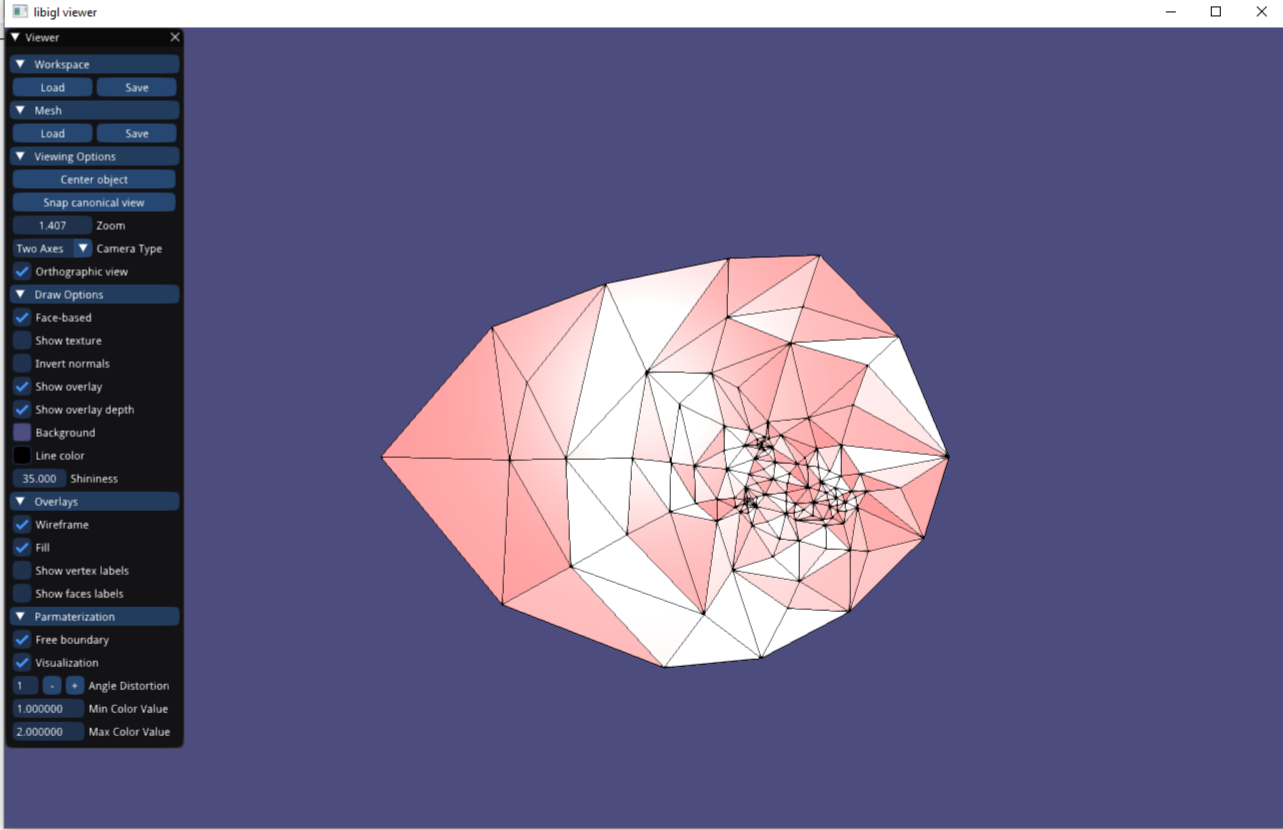 libigl viewer
Viewer
Workspace
Load Save
Mesh
Load Save
Viewing Options
Center object
Snap canonical view
1.407 Zoom
Two Axes Camera Type
Orthographic view
Draw Options
Face-based
Show texture
Invert normals
Show overlay
Show overlay depth
Background
Line color
35.000 Shininess
Overlays
Wireframe
Fill
Show vertex labels
Show faces labels
Parmaterization
Free boundary
Visualization
1 - + Angle Distortion
1.000000 Min Color Value
2.000000 Max Color Value